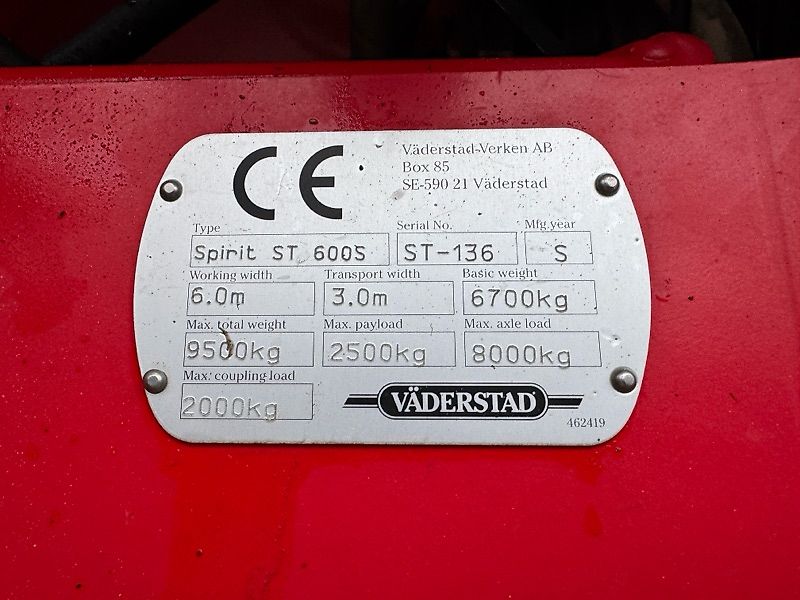 CE
Väderstad-Verken AB
Box 85
SE-590 21 Väderstad
Type Serial No. Mfg.year
Spirit ST 600S ST-136 S
Working width Transport width Basic weight
6.0m 3.0m 6700kg
Max. total weight Max. payload Max. axle load
9500kg 2500kg 8000kg
Max. coupling load
2000kg
VÄDERSTAD
462419